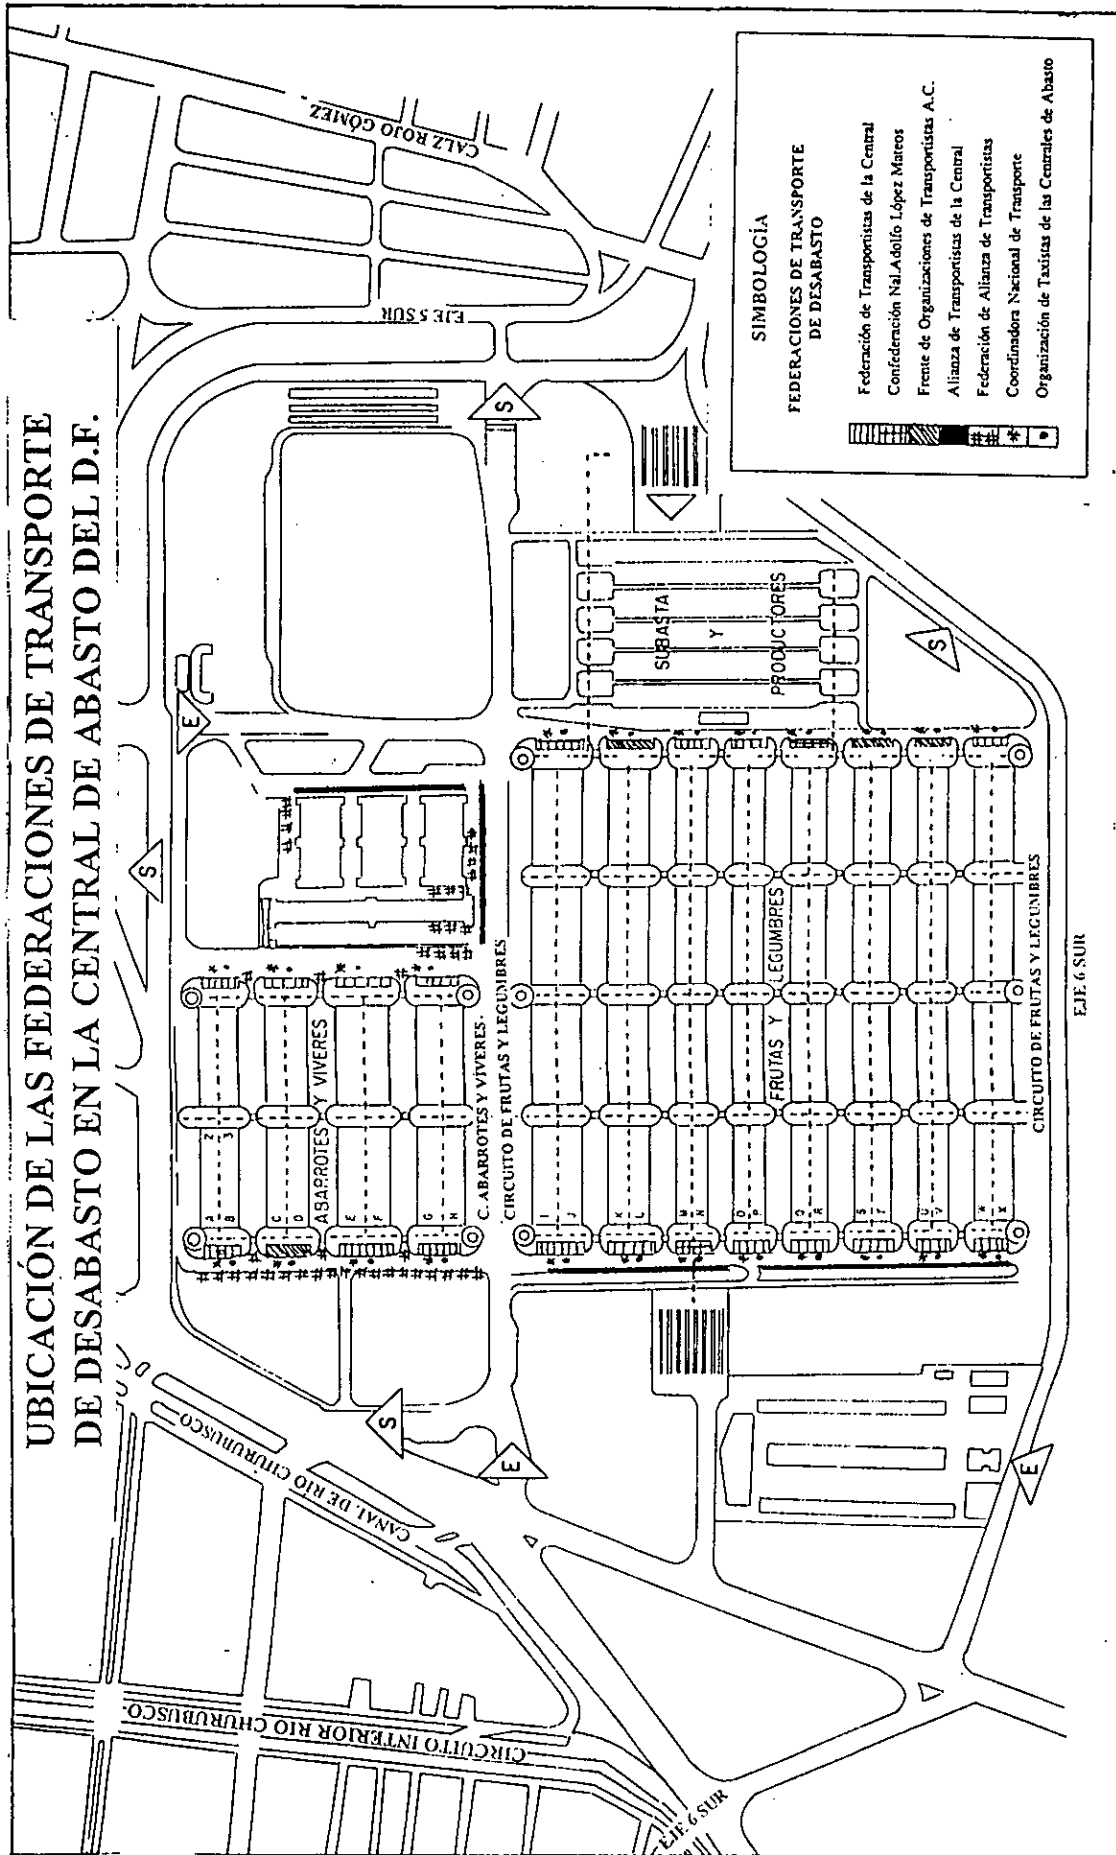 UBICACIÓN DE LAS FEDERACIONES DE TRANSPORTE
DE DESABASTO EN LA CENTRAL DE ABASTO DEL D.F.
CALZ ROJO GÓMEZ
EJE 5 SUR
CANAL DE RÍO CHURUBUSCO
CIRCUITO INTERIOR RIO CHURUBUSCO
EJE 6 SUR
S
E
S
S
E
S
E
A
B
2
3
C
D
ABARROTES Y VIVERES
E
F
G
H
C. ABARROTES Y VÍVERES
CIRCUITO DE FRUTAS Y LEGUMBRES
I
J
K
L
M
N
O
P
FRUTAS Y LEGUMBRES
Q
R
S
T
U
V
W
X
SUBASTA
Y
PRODUCTORES
CIRCUITO DE FRUTAS Y LEGUMBRES
EJE 6 SUR
SIMBOLOGÍA
FEDERACIONES DE TRANSPORTE
DE DESABASTO
Federación de Transportistas de la Central
Confederación Nal. Adolfo López Mateos
Frente de Organizaciones de Transportistas A.C.
Alianza de Transportistas de la Central
Federación de Alianza de Transportistas
Coordinadora Nacional de Transporte
Organización de Taxistas de las Centrales de Abasto